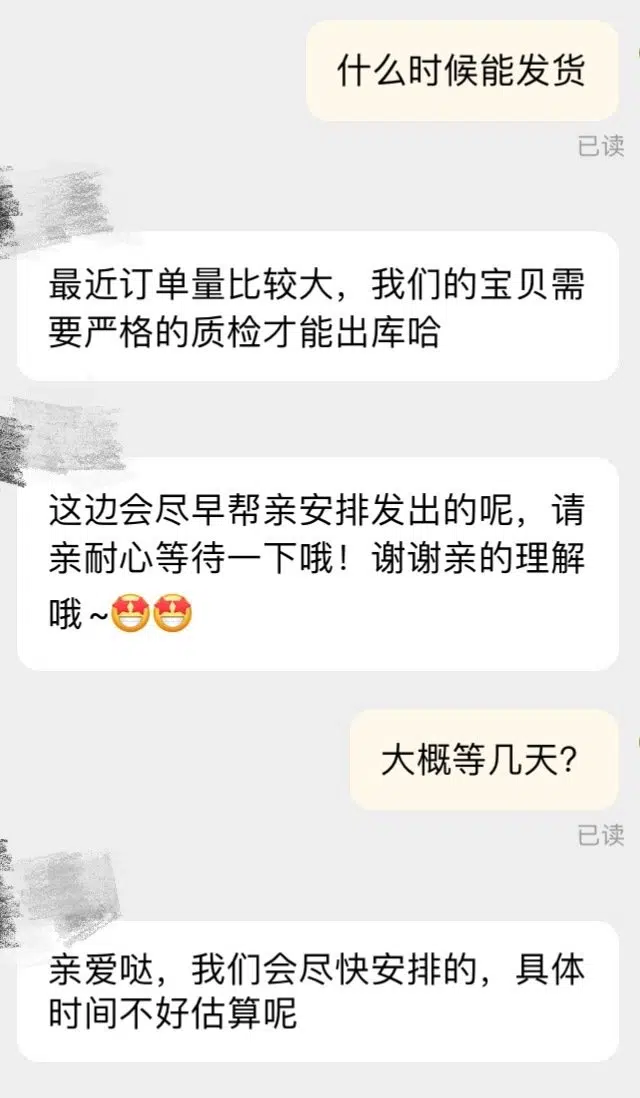 什么时候能发货
已读
最近订单量比较大，我们的宝贝需
要严格的质检才能出库哈
这边会尽早帮亲安排发出的呢，请
亲耐心等待一下哦！谢谢亲的理解
哦~🤩🤩
大概等几天？
已读
亲爱哒，我们会尽快安排的，具体
时间不好估算呢